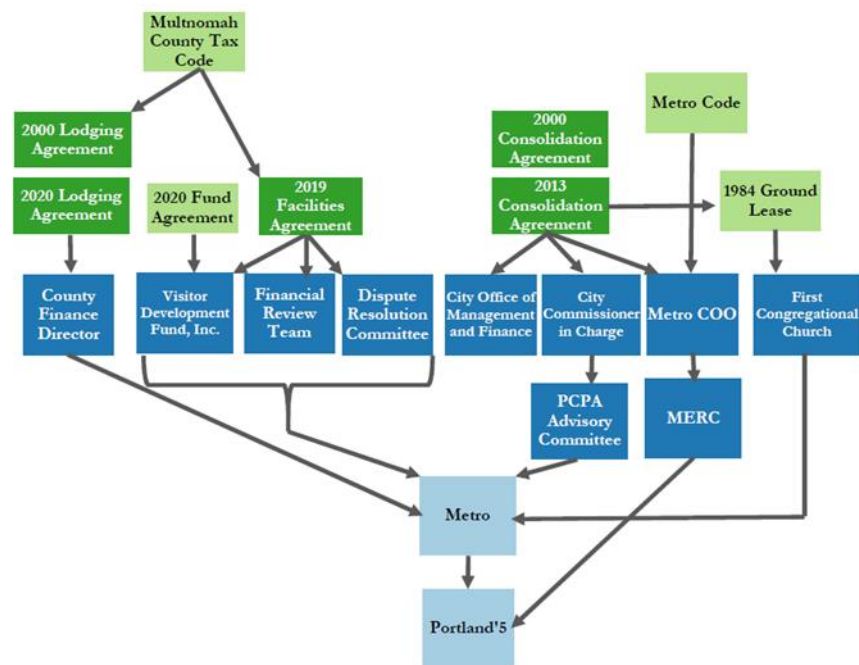 Multnomah
County Tax
Code
Metro Code
2000 Lodging
Agreement
2000
Consolidation
Agreement
2020 Lodging
Agreement
2020 Fund
Agreement
2019
Facilities
Agreement
2013
Consolidation
Agreement
1984 Ground
Lease
County
Finance
Director
Visitor
Development
Fund, Inc.
Financial
Review
Team
Dispute
Resolution
Committee
City Office of
Management
and Finance
City
Commissioner
in Charge
Metro COO
First
Congregational
Church
PCPA
Advisory
Committee
MERC
Metro
Portland'5